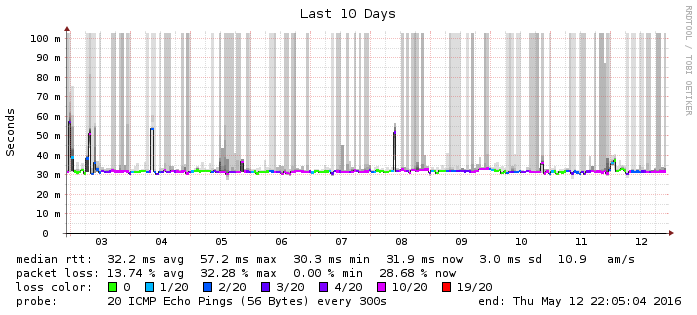 Last 10 Days
RRDTOOL / TOBI OETIKER
Seconds
100 m
90 m
80 m
70 m
60 m
50 m
40 m
30 m
20 m
10 m
0
03 04 05 06 07 08 09 10 11 12
median rtt: 32.2 ms avg 57.2 ms max 30.3 ms min 31.9 ms now 3.0 ms sd 10.9 am/s
packet loss: 13.74 % avg 32.28 % max 0.00 % min 28.68 % now
loss color: 0 1/20 2/20 3/20 4/20 10/20 19/20
probe: 20 ICMP Echo Pings (56 Bytes) every 300s end: Thu May 12 22:05:04 2016